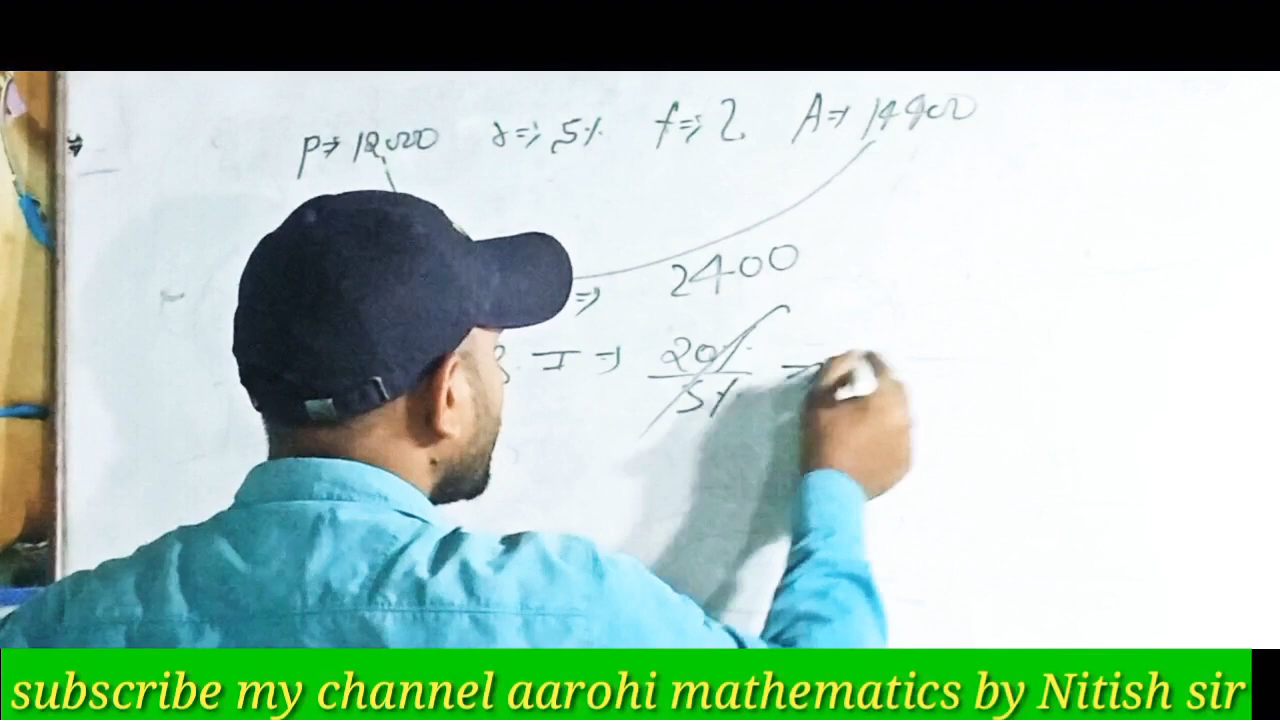 P⇒ 12000 r⇒ 5% t⇒ 2 A⇒ 14400
⇒ 2400
I ⇒ 20% / 5% ⇒
subscribe my channel aarohi mathematics by Nitish sir